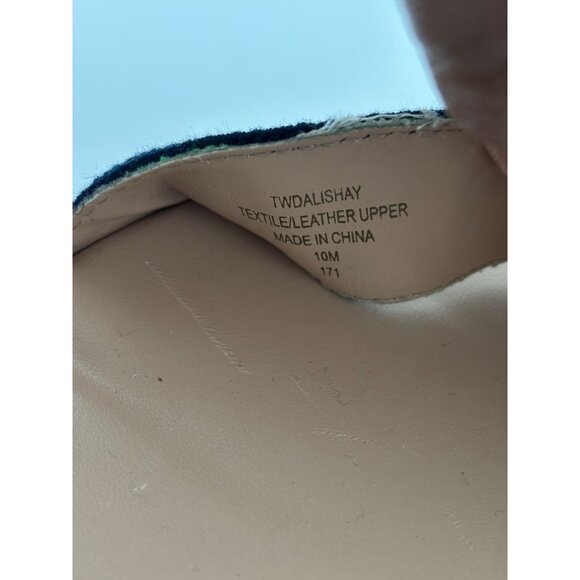 TWDALISHAY
TEXTILE/LEATHER UPPER
MADE IN CHINA
10M
171